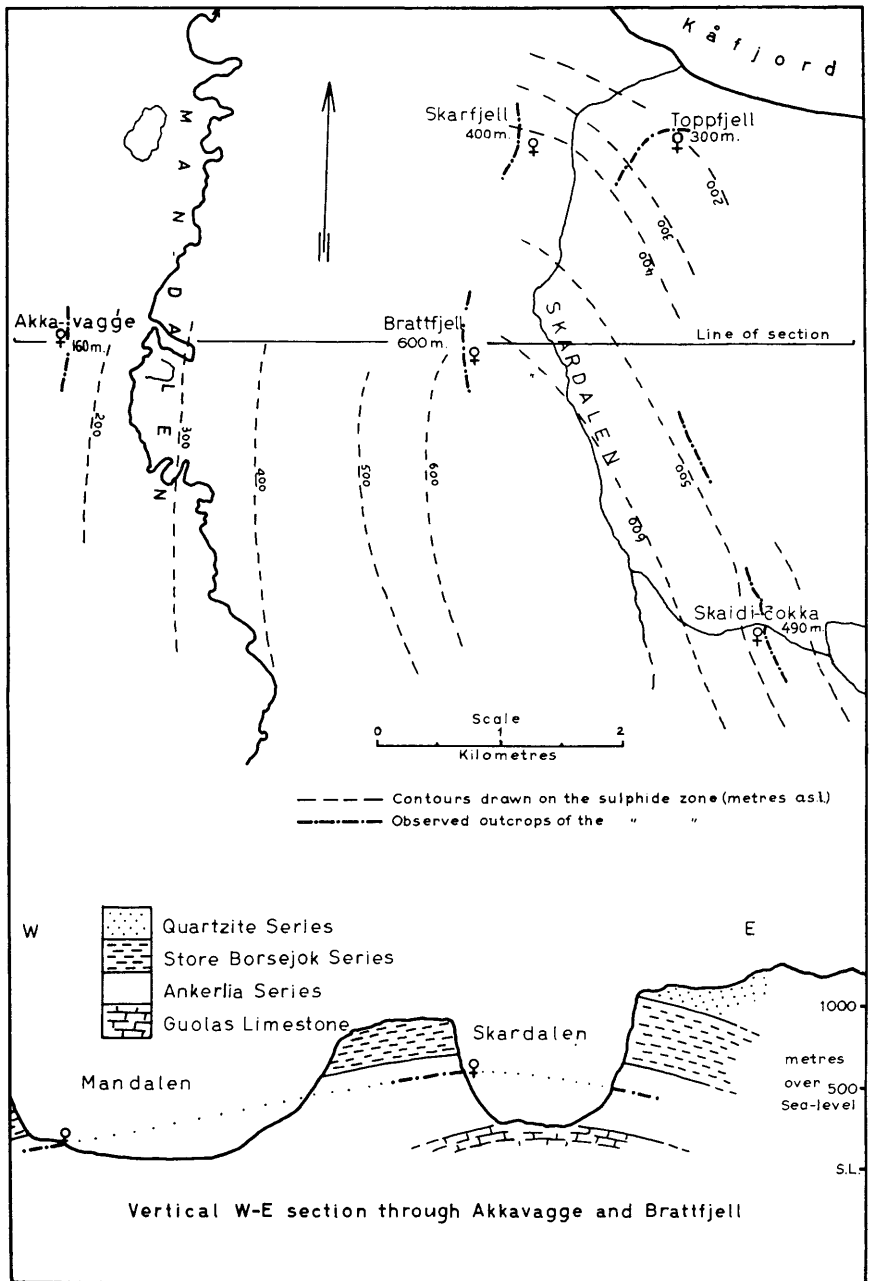 Kåfjord
MANDALEN
Skarfjell
400m.
Toppfjell
300m.
200
300
400
Akkavagge
160m.
Brattfjell
600m.
Line of section
SKARDALEN
200
300
400
500
600
500
600
Skaidi-čokka
490m.
Scale
0 1 2
Kilometres
Contours drawn on the sulphide zone (metres a.s.l.)
Observed outcrops of the " "
W
E
Quartzite Series
Store Borsejok Series
Ankerlia Series
Guolas Limestone
Mandalen
Skardalen
1000
metres
over
Sea-level
500
S.L.
Vertical W-E section through Akkavagge and Brattfjell